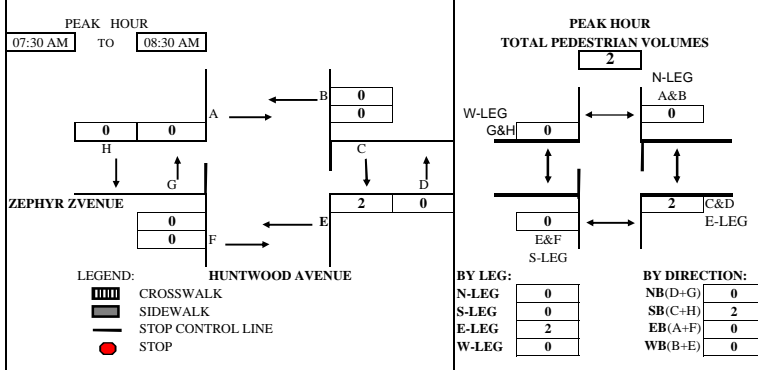 PEAK HOUR
07:30 AM TO 08:30 AM
B 0
A 0
0 0
H C
G D
ZEPHYR ZVENUE
2 0
0 E
0 F
LEGEND: HUNTWOOD AVENUE
CROSSWALK
SIDEWALK
STOP CONTROL LINE
STOP
PEAK HOUR
TOTAL PEDESTRIAN VOLUMES
2
N-LEG
A&B
W-LEG
G&H 0 0
0 2 C&D
E-LEG
E&F
S-LEG
BY LEG:
N-LEG 0
S-LEG 0
E-LEG 2
W-LEG 0
BY DIRECTION:
NB(D+G) 0
SB(C+H) 2
EB(A+F) 0
WB(B+E) 0